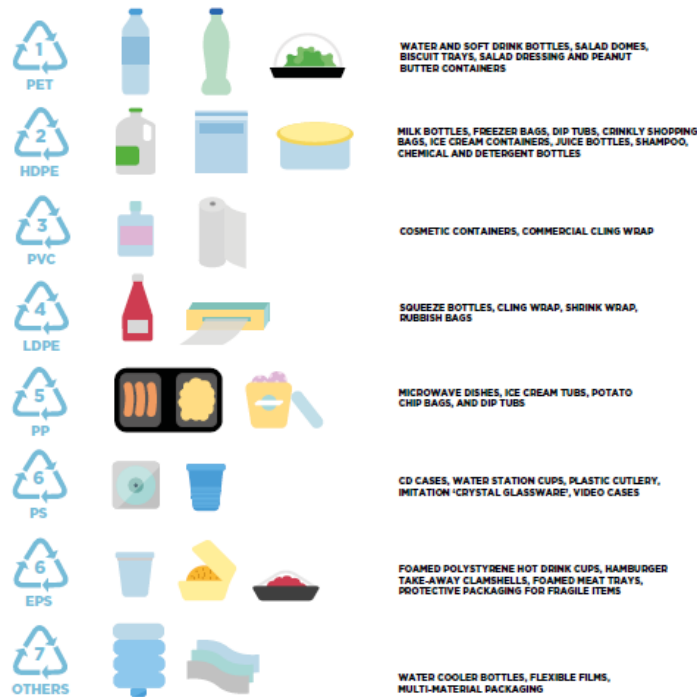 1
PET
WATER AND SOFT DRINK BOTTLES, SALAD DOMES,
BISCUIT TRAYS, SALAD DRESSING AND PEANUT
BUTTER CONTAINERS
2
HDPE
MILK BOTTLES, FREEZER BAGS, DIP TUBS, CRINKLY SHOPPING
BAGS, ICE CREAM CONTAINERS, JUICE BOTTLES, SHAMPOO,
CHEMICAL AND DETERGENT BOTTLES
3
PVC
COSMETIC CONTAINERS, COMMERCIAL CLING WRAP
4
LDPE
SQUEEZE BOTTLES, CLING WRAP, SHRINK WRAP,
RUBBISH BAGS
5
PP
MICROWAVE DISHES, ICE CREAM TUBS, POTATO
CHIP BAGS, AND DIP TUBS
6
PS
CD CASES, WATER STATION CUPS, PLASTIC CUTLERY,
IMITATION ‘CRYSTAL GLASSWARE’, VIDEO CASES
6
EPS
FOAMED POLYSTYRENE HOT DRINK CUPS, HAMBURGER
TAKE-AWAY CLAMSHELLS, FOAMED MEAT TRAYS,
PROTECTIVE PACKAGING FOR FRAGILE ITEMS
7
OTHERS
WATER COOLER BOTTLES, FLEXIBLE FILMS,
MULTI-MATERIAL PACKAGING